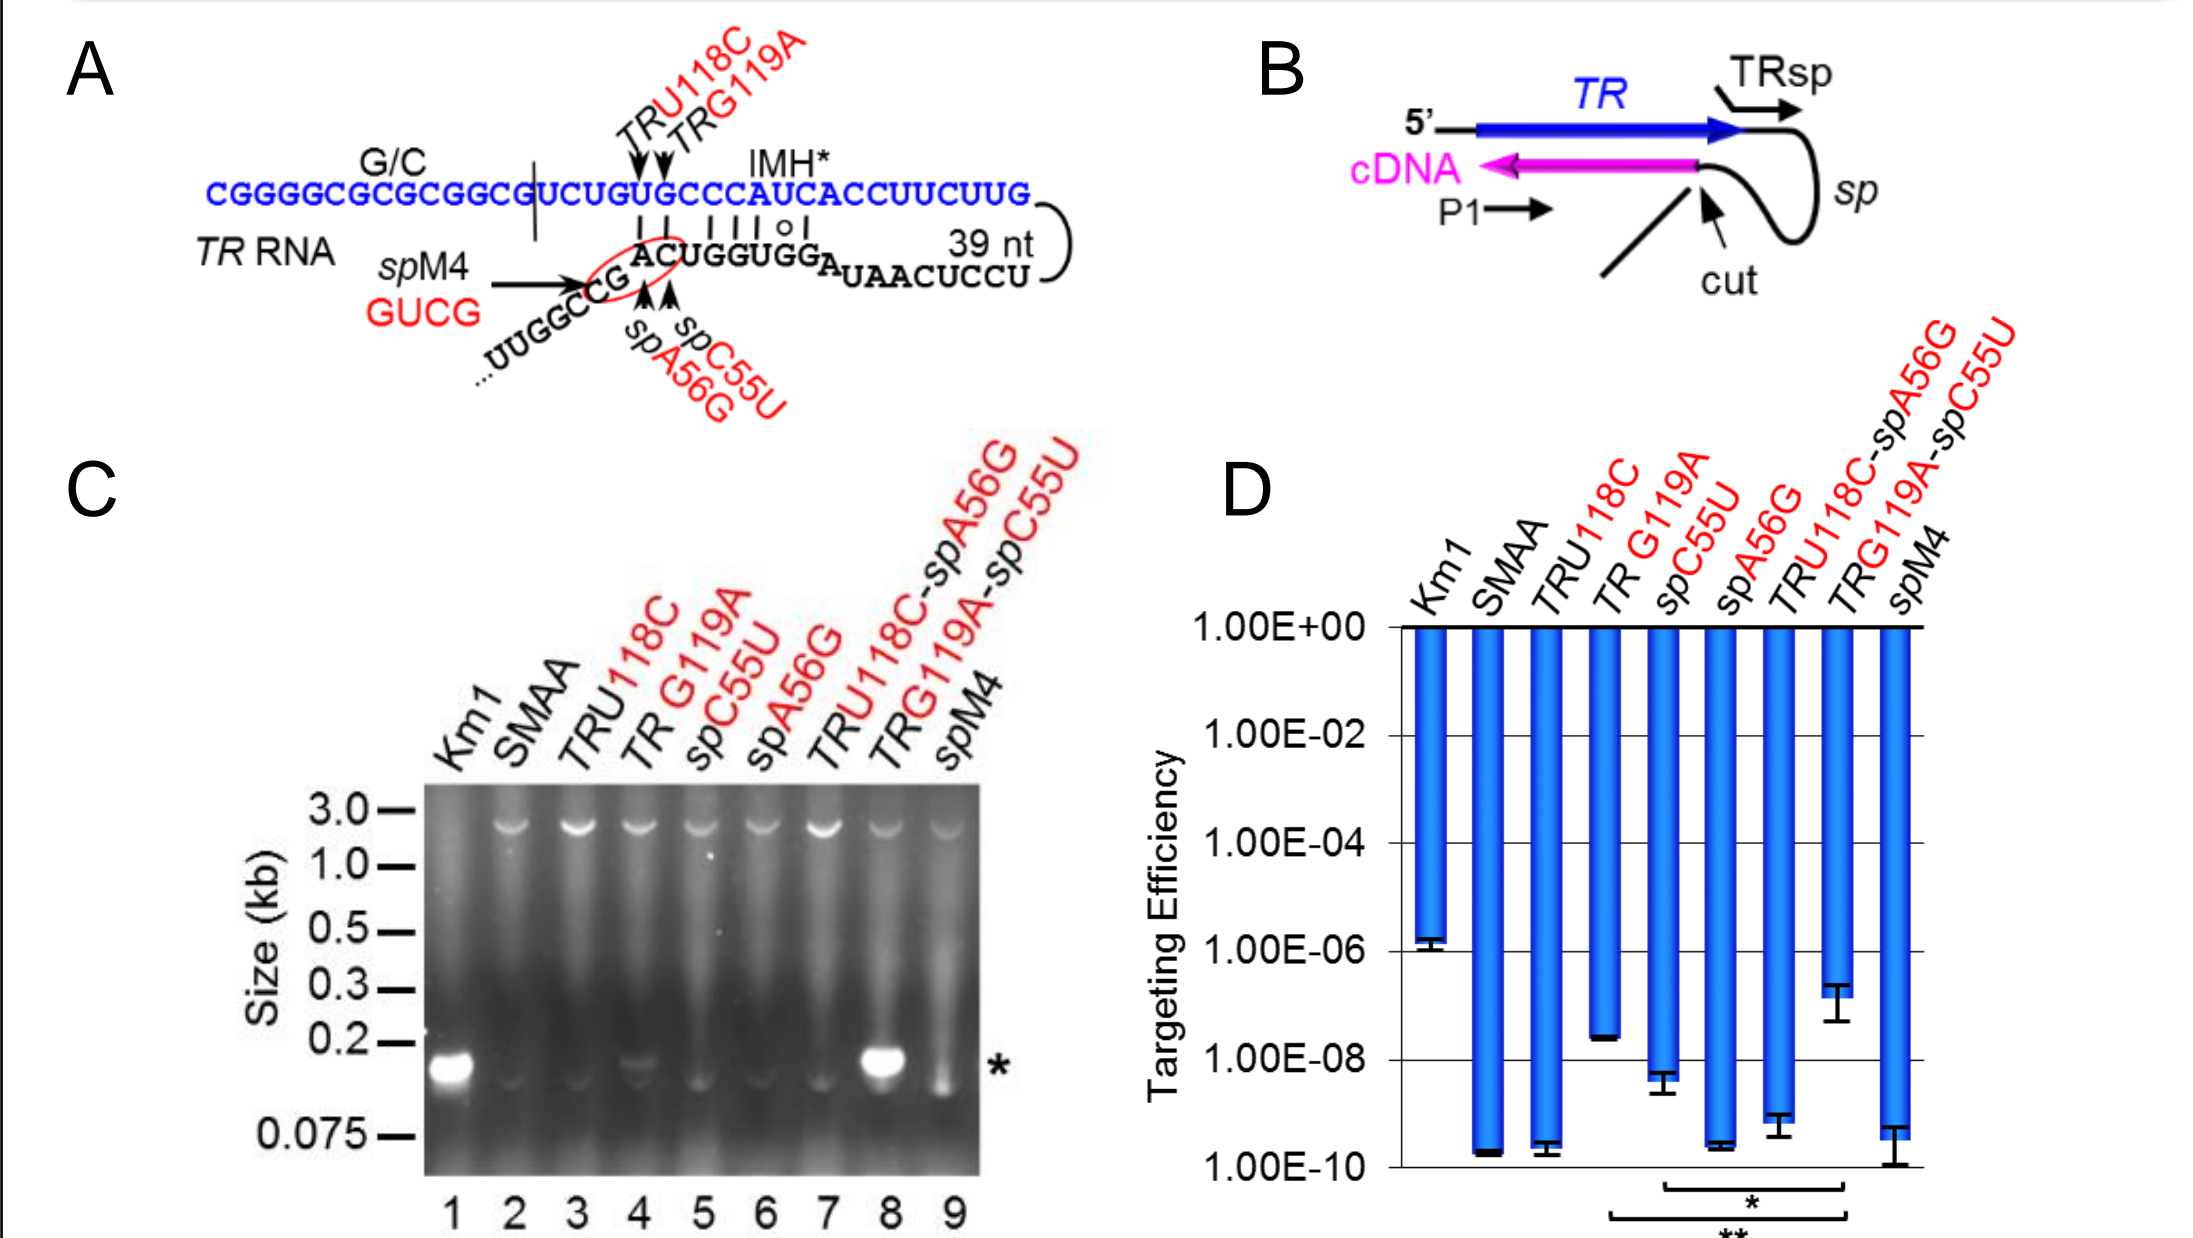 A
TRU118C
TRG119A
G/C
IMH*
CGGGGCGCGCGGCGUCUGUGCCCAUCACCUUCUUG
TR RNA
ACUGGUGGAUAACUCCU
39 nt
spM4
GUCG
...UUGGCCG
spA56G
spC55U
B
TR
TRsp
5'
cDNA
sp
P1
cut
C
Km1
SMAA
TRU118C
TR G119A
spC55U
spA56G
TRU118C-spA56G
TRG119A-spC55U
spM4
Size (kb)
3.0
1.0
0.5
0.3
0.2
0.075
*
1 2 3 4 5 6 7 8 9
D
Km1
SMAA
TRU118C
TR G119A
spC55U
spA56G
TRU118C-spA56G
TRG119A-spC55U
spM4
Targeting Efficiency
1.00E+00
1.00E-02
1.00E-04
1.00E-06
1.00E-08
1.00E-10
*
**